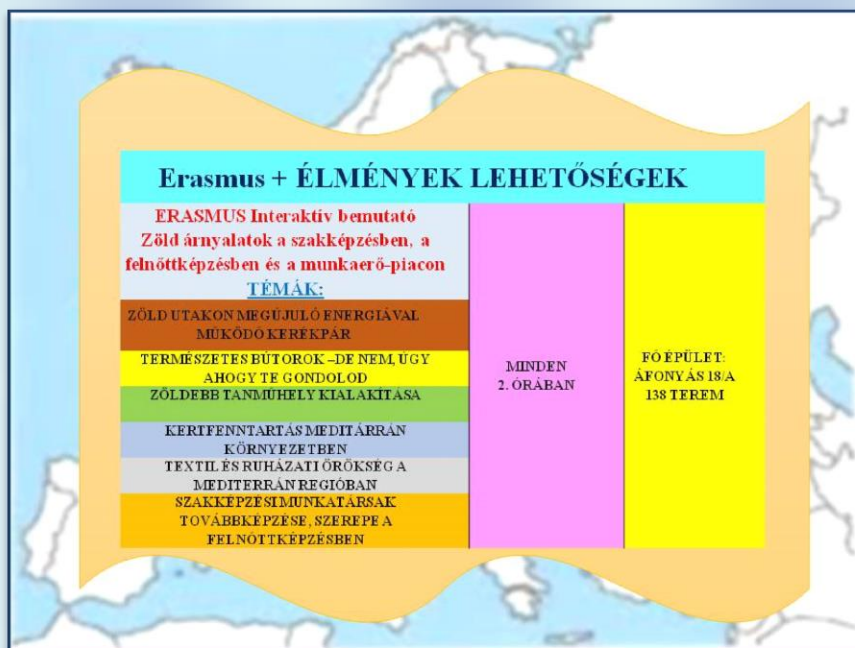 Erasmus + ÉLMÉNYEK LEHETŐSÉGEK
ERASMUS Interaktív bemutató
Zöld árnyalatok a szakképzésben, a
felnőttképzésben és a munkaerő-piacon
TÉMÁK:
ZÖLD UTAKON MEGÚJULÓ ENERGIÁVAL
MŰKÖDŐ KERÉKPÁR
TERMÉSZETES BÚTOROK –DE NEM, ÚGY
AHOGY TE GONDOLOD
ZÖLDEBB TANMŰHELY KIALAKÍTÁSA
KERTFENNTARTÁS MEDITÁRRÁN
KÖRNYEZETBEN
TEXTIL ÉS RUHÁZATI ÖRÖKSÉG A
MEDITERRÁN REGIÓBAN
SZAKKÉPZÉSI MUNKATÁRSAK
TOVÁBBKÉPZÉSE, SZEREPE A
FELNŐTTKÉPZÉSBEN
MINDEN
2. ÓRÁBAN
FŐ ÉPÜLET:
ÁFONYÁS 18/A
138 TEREM